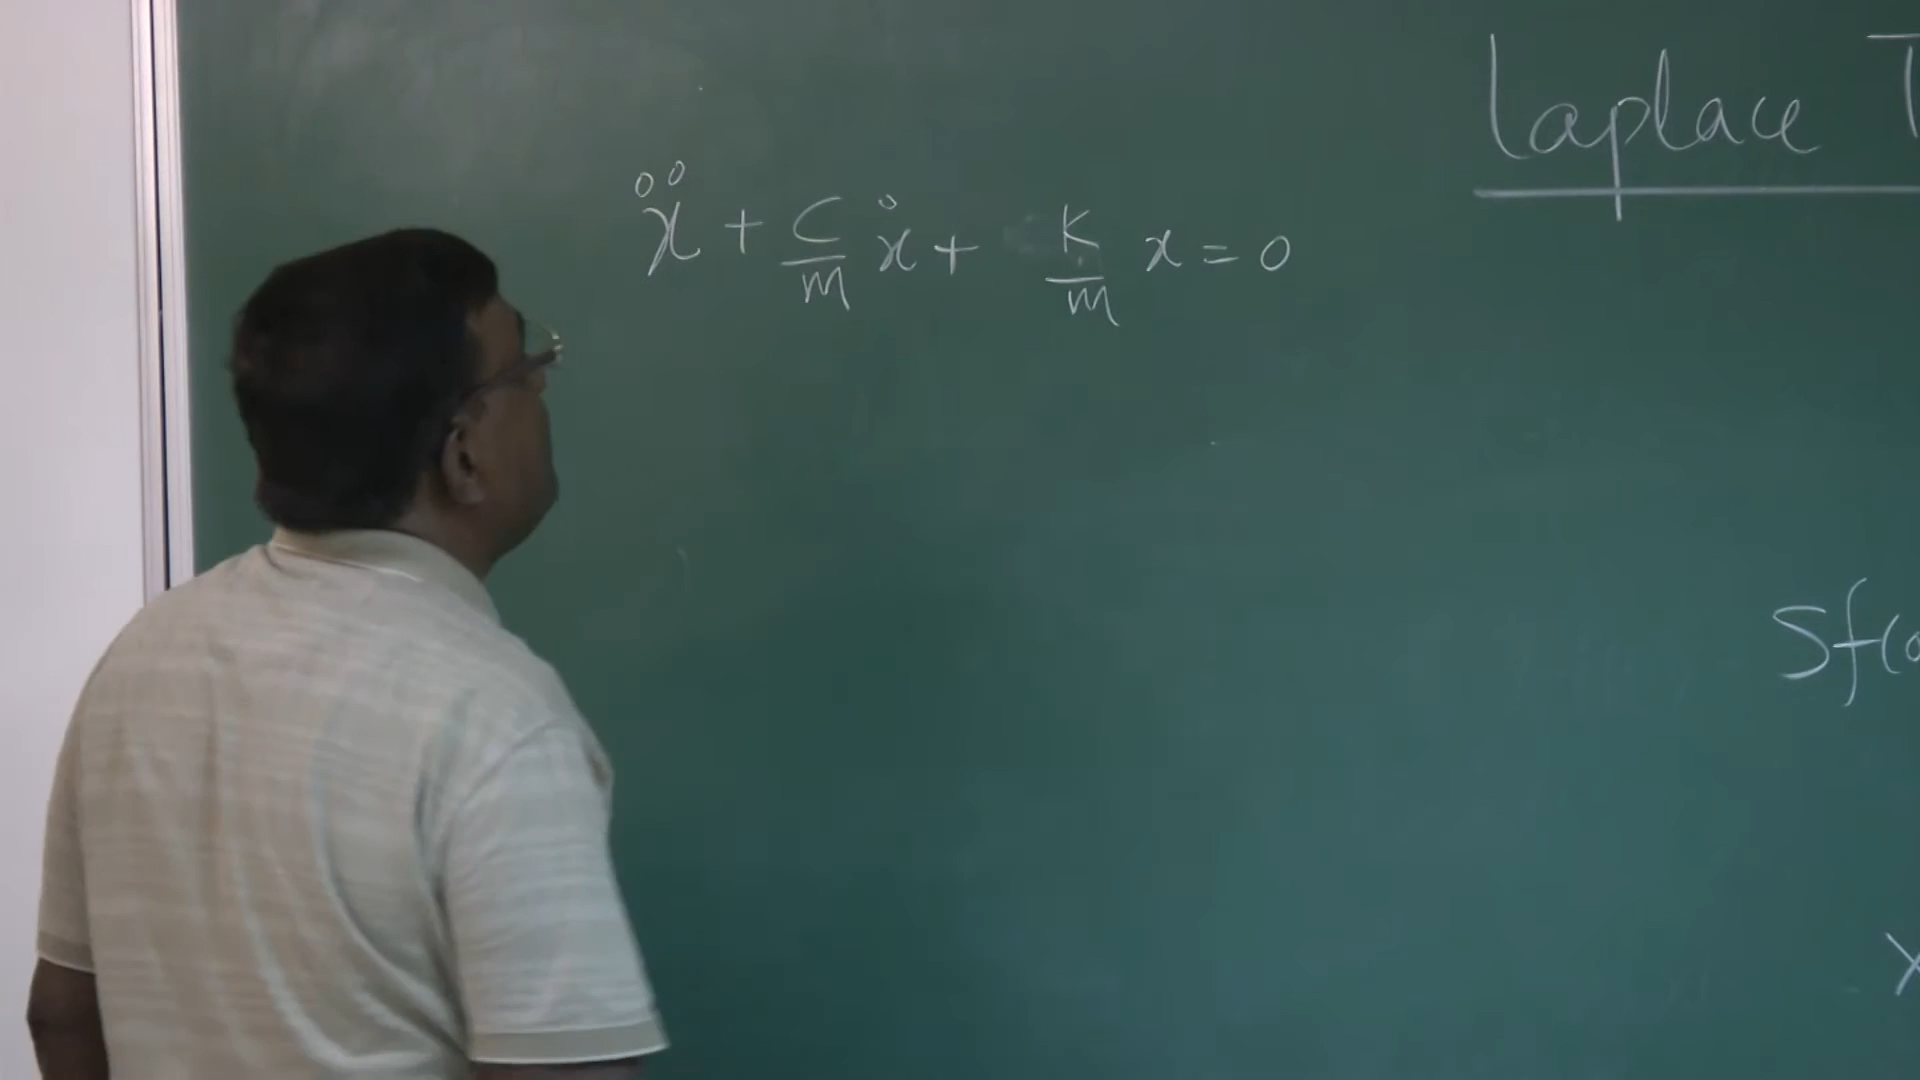 Laplace T
ẍ + C/m ẋ + K/m x = 0
Sf(